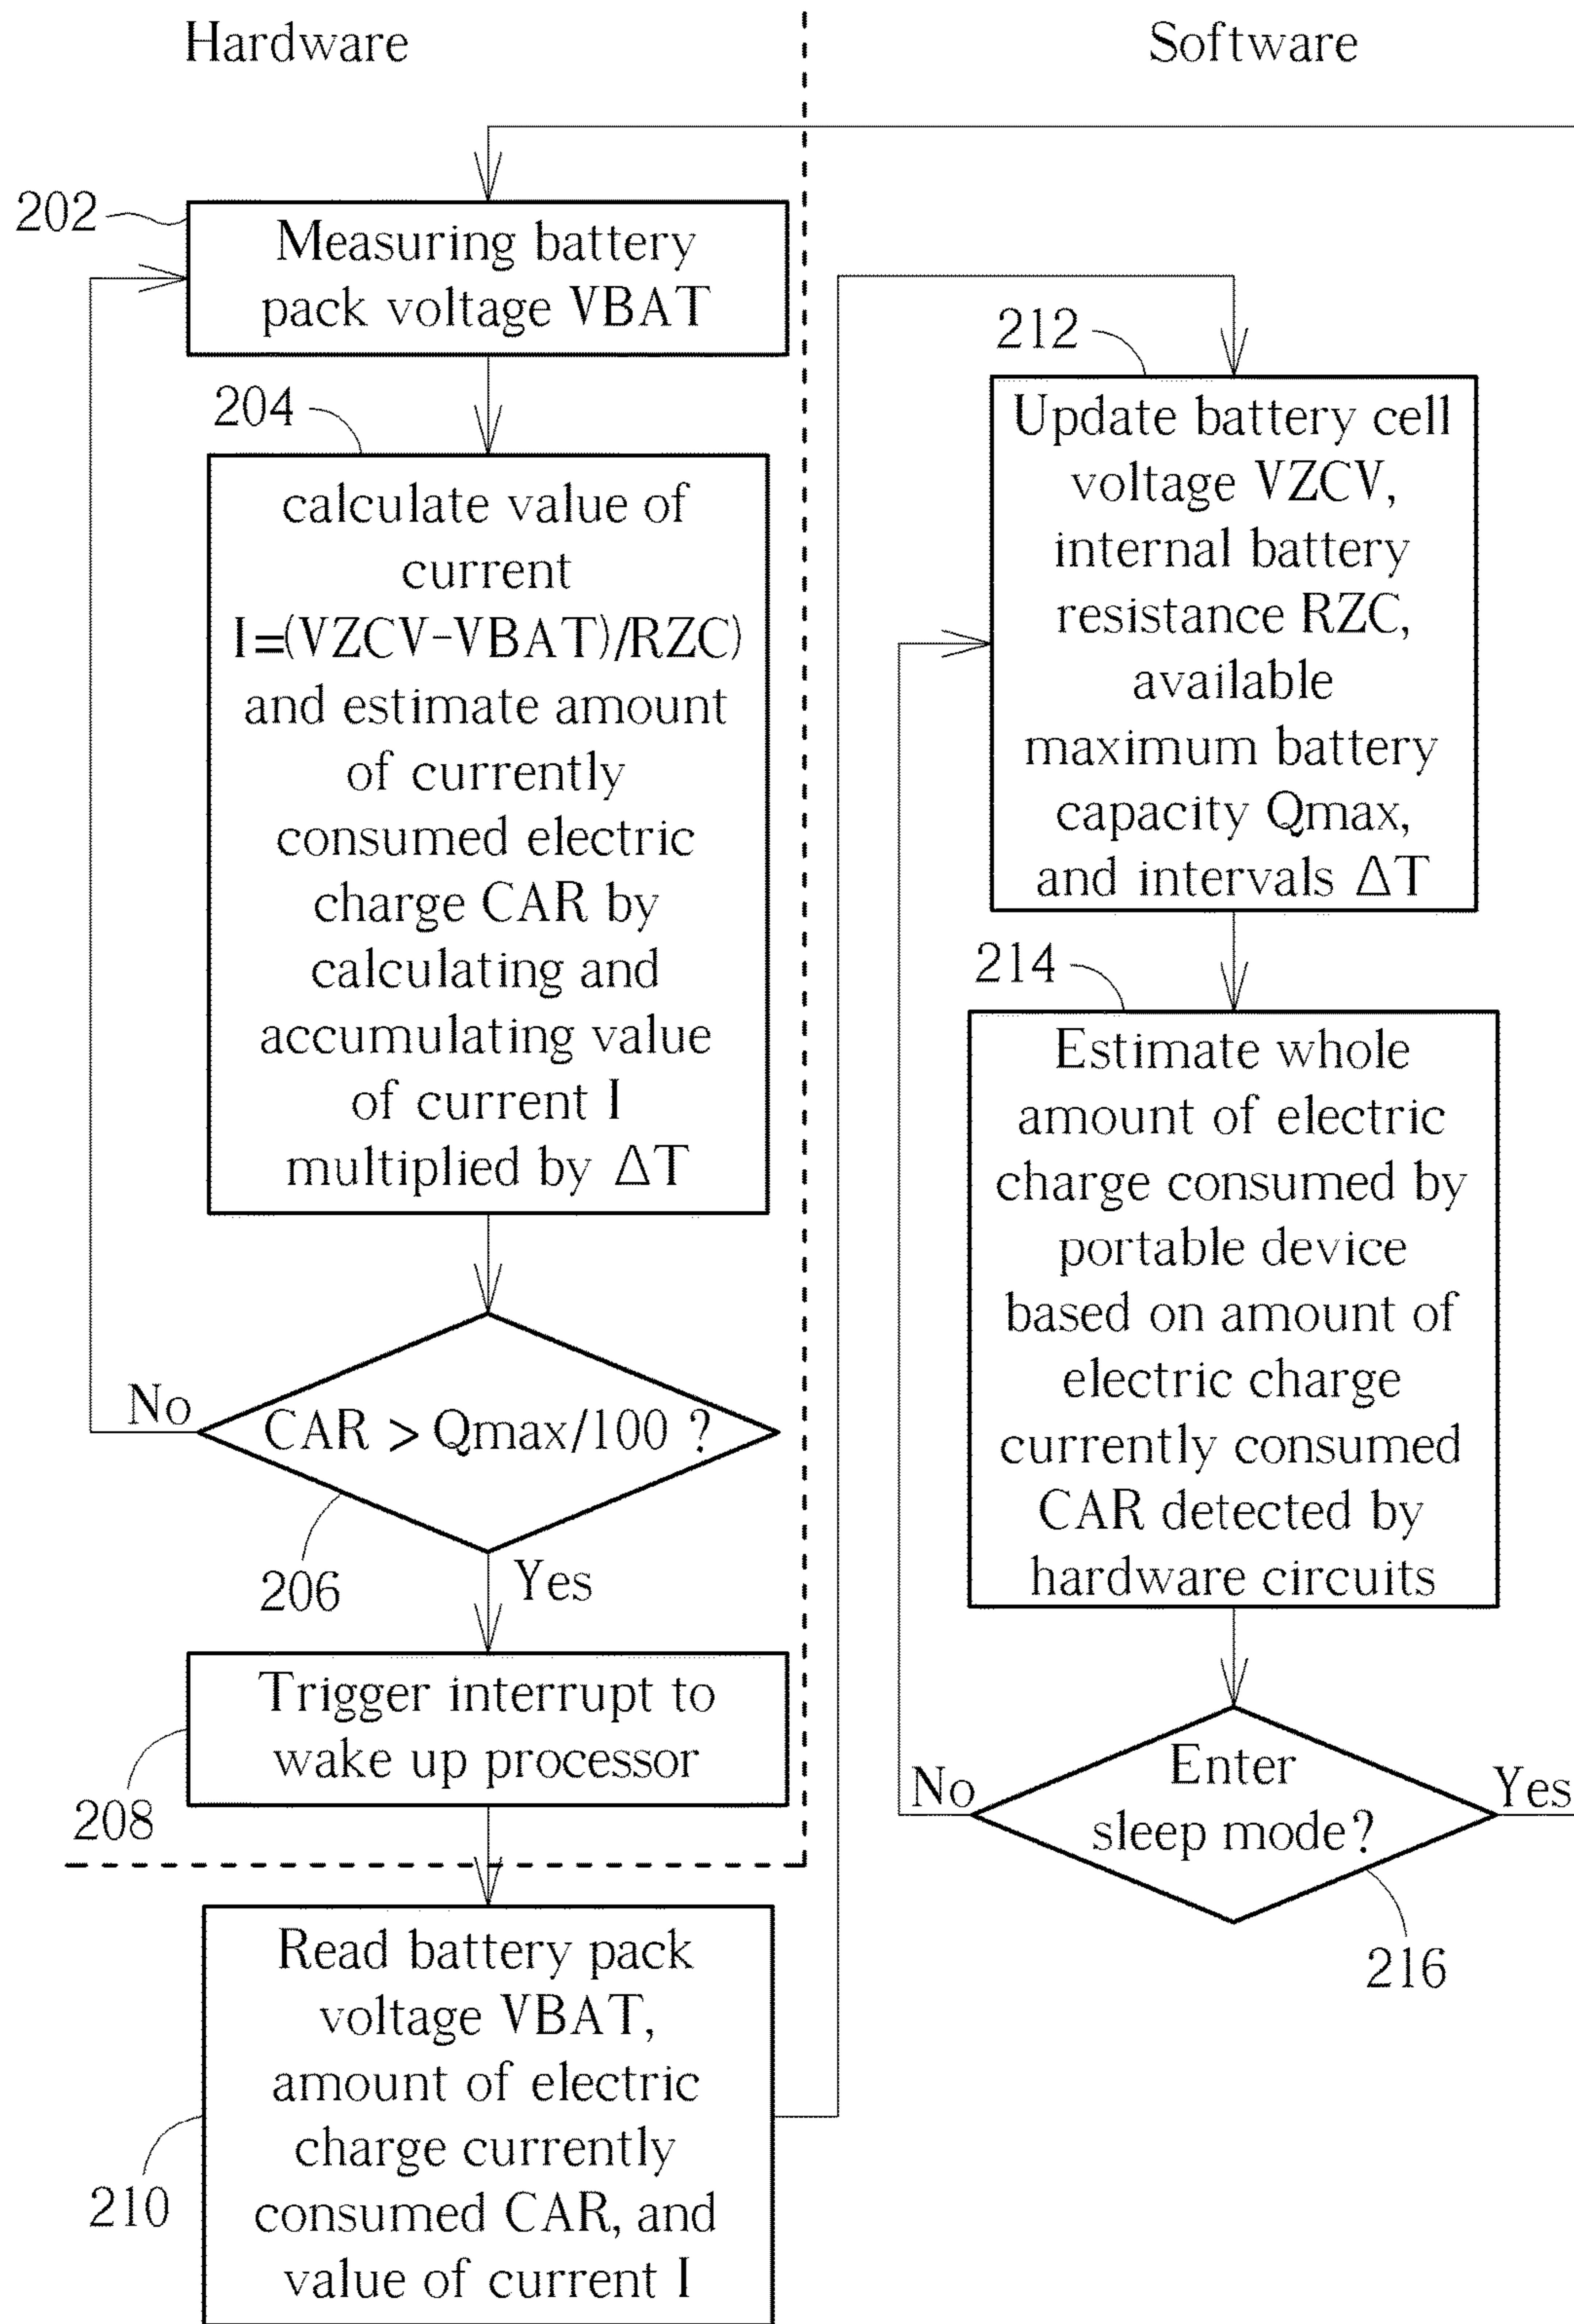 Hardware
Software
202
Measuring battery
pack voltage VBAT
204
calculate value of
current
I=(VZCV-VBAT)/RZC)
and estimate amount
of currently
consumed electric
charge CAR by
calculating and
accumulating value
of current I
multiplied by ΔT
No
CAR > Qmax/100 ?
206
Yes
Trigger interrupt to
wake up processor
208
Read battery pack
voltage VBAT,
amount of electric
charge currently
consumed CAR, and
value of current I
210
212
Update battery cell
voltage VZCV,
internal battery
resistance RZC,
available
maximum battery
capacity Qmax,
and intervals ΔT
214
Estimate whole
amount of electric
charge consumed by
portable device
based on amount of
electric charge
currently consumed
CAR detected by
hardware circuits
No
Enter
sleep mode?
Yes
216